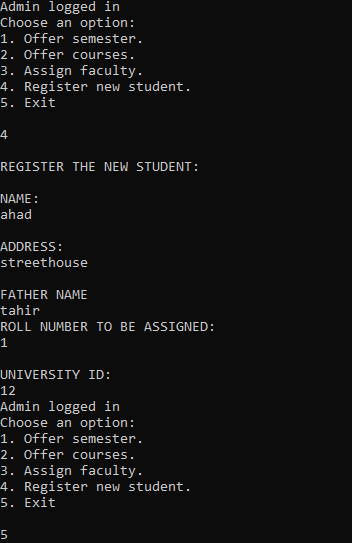 Admin logged in
Choose an option:
1. Offer semester.
2. Offer courses.
3. Assign faculty.
4. Register new student.
5. Exit
4
REGISTER THE NEW STUDENT:
NAME:
ahad
ADDRESS:
streethouse
FATHER NAME
tahir
ROLL NUMBER TO BE ASSIGNED:
1
UNIVERSITY ID:
12
Admin logged in
Choose an option:
1. Offer semester.
2. Offer courses.
3. Assign faculty.
4. Register new student.
5. Exit
5